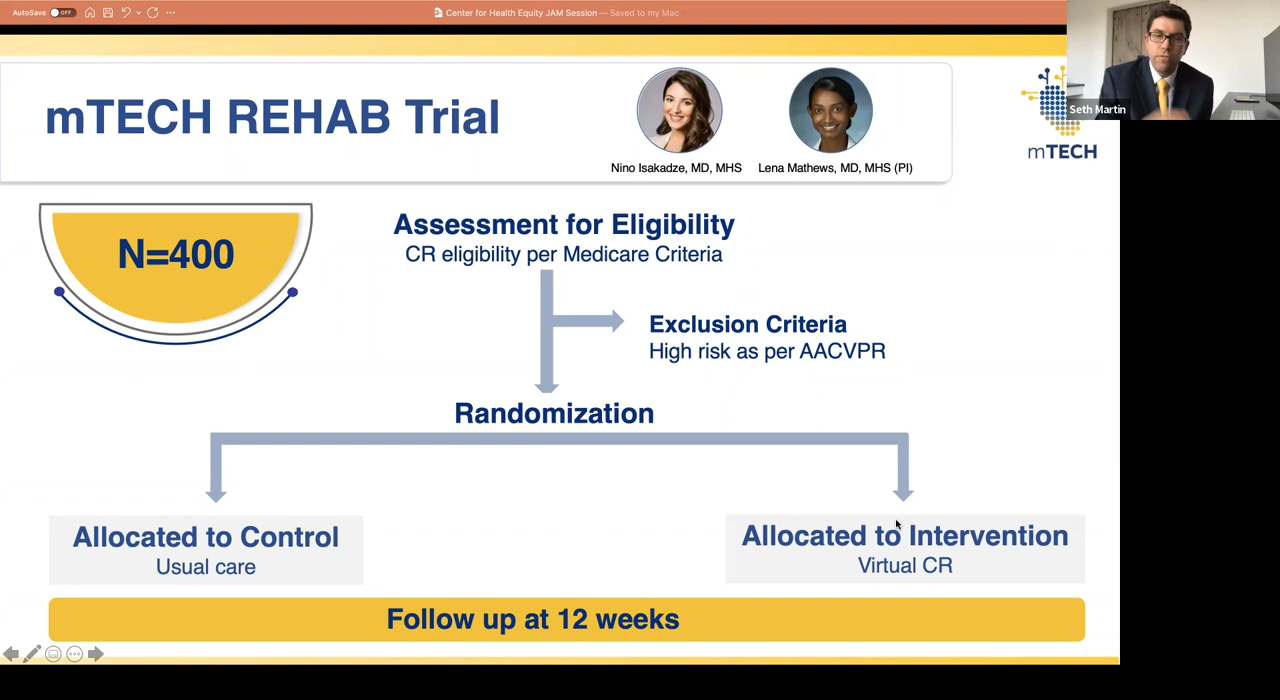 AutoSave OFF
Center for Health Equity JAM Session — Saved to my Mac
mTECH REHAB Trial
Nino Isakadze, MD, MHS
Lena Mathews, MD, MHS (PI)
Seth Martin
mTECH
N=400
Assessment for Eligibility
CR eligibility per Medicare Criteria
Exclusion Criteria
High risk as per AACVPR
Randomization
Allocated to Control
Usual care
Allocated to Intervention
Virtual CR
Follow up at 12 weeks